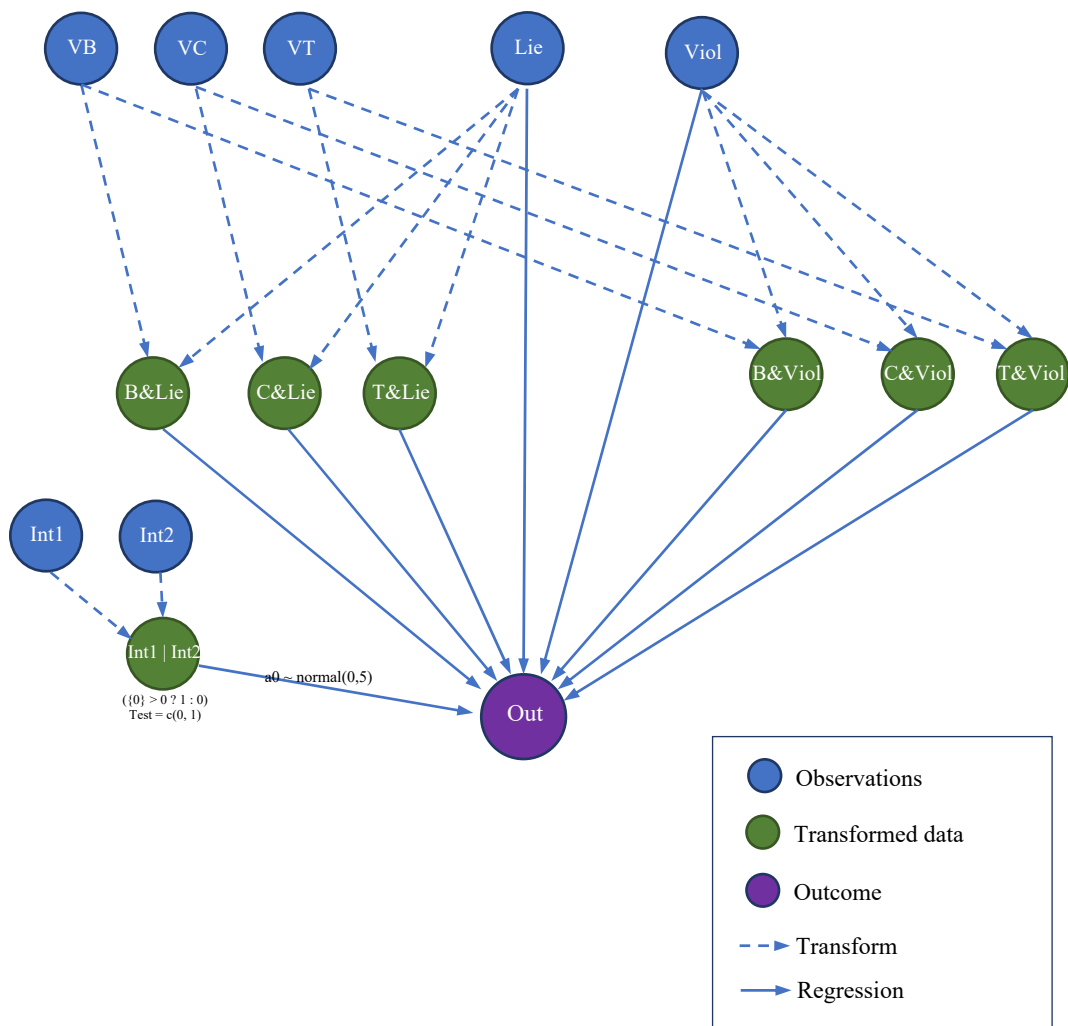 VB
VC
VT
Lie
Viol
B&Lie
C&Lie
T&Lie
B&Viol
C&Viol
T&Viol
Int1
Int2
Int1 | Int2
({0} > 0 ? 1 : 0)
Test = c(0, 1)
a0 ~ normal(0,5)
Out
Observations
Transformed data
Outcome
Transform
Regression